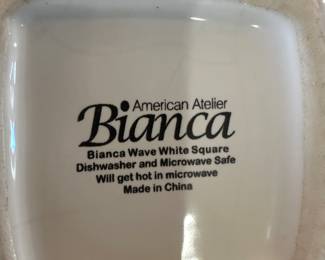 American Atelier
Bianca
Bianca Wave White Square
Dishwasher and Microwave Safe
Will get hot in microwave
Made in China